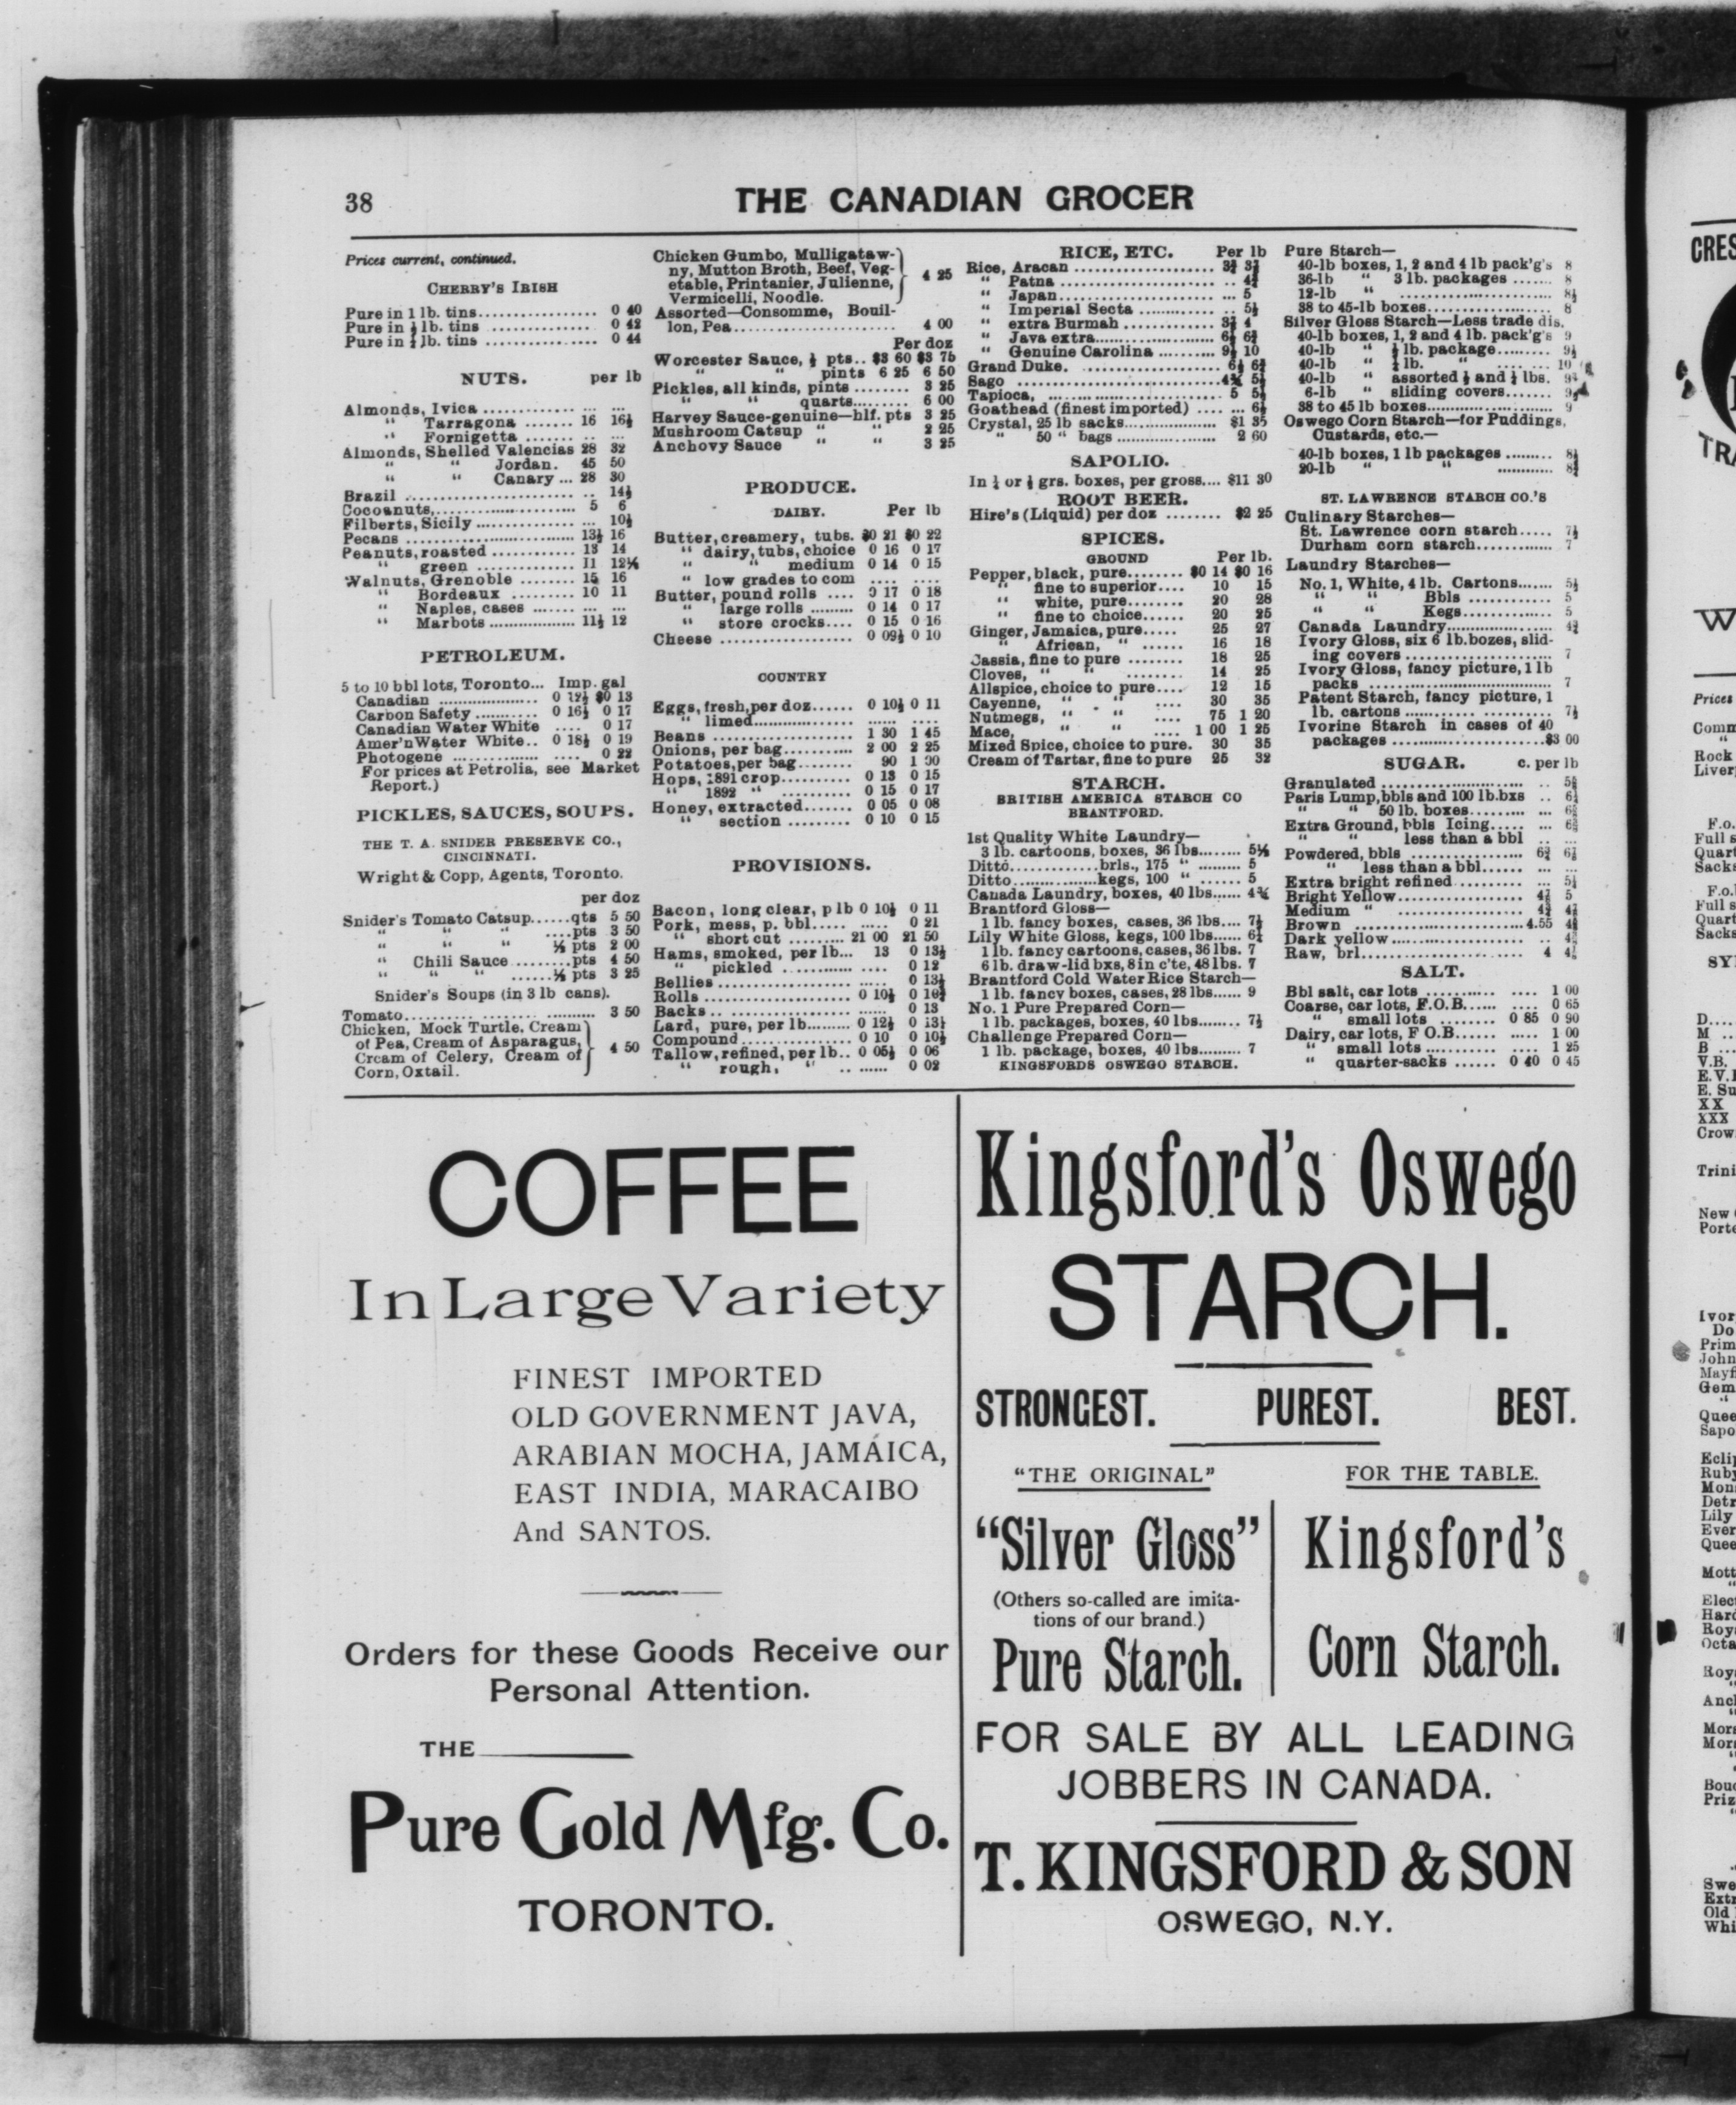 38
THE CANADIAN GROCER
Prices current, continued.
CHERRY'S IRISH
Pure in 1 lb. tins.................. 0 40
Pure in ½ lb. tins .................. 0 42
Pure in ¼ lb. tins .................. 0 44
NUTS. per lb
Almonds, Ivica ............. ... ...
" Tarragona ....... 16 16½
" Fornigetta ....... .. ...
Almonds, Shelled Valencias 28 32
" " Jordan. 45 50
" " Canary ... 28 30
Brazil ......................... .. 14½
Cocoanuts,..................... 5 6
Filberts, Sicily ............... ... 10½
Pecans .......................... 13½ 16
Peanuts, roasted ............ 13 14
" green ............. 11 12½
Walnuts, Grenoble ........ 15 16
" Bordeaux ......... 10 11
" Naples, cases ....... ... ...
" Marbots................. 11½ 12
PETROLEUM.
5 to 10 bbl lots, Toronto... Imp. gal
Canadian ..................... 0 12½ $0 13
Carbon Safety ........... 0 16½ 0 17
Canadian Water White .... 0 17
Amer'n Water White.. 0 18½ 0 19
Photogene ................ .... 0 22
For prices at Petrolia, see Market
Report.)
PICKLES, SAUCES, SOUPS.
THE T. A. SNIDER PRESERVE CO.,
CINCINNATI.
Wright & Copp, Agents, Toronto.
per doz
Snider's Tomato Catsup......qts 5 50
" " " ....pts 3 50
" " " ½ pts 2 00
" Chili Sauce ........pts 4 50
" " " ......½ pts 3 25
Snider's Soups (in 3 lb cans).
Tomato................................ 3 50
Chicken, Mock Turtle, Cream
of Pea, Cream of Asparagus,
Cream of Celery, Cream of
Corn, Oxtail. 4 50
Chicken Gumbo, Mulligataw-
ny, Mutton Broth, Beef, Veg-
etable, Printanier, Julienne,
Vermicelli, Noodle. 4 25
Assorted—Consomme, Bouil-
lon, Pea........................... 4 00
Per doz
Worcester Sauce, ½ pts.. $3 60 $3 75
" " pints 6 25 6 50
Pickles, all kinds, pints ........ 3 25
" " quarts......... 6 00
Harvey Sauce-genuine—hlf. pts 3 25
Mushroom Catsup " " 2 25
Anchovy Sauce " " 3 25
PRODUCE.
DAIRY. Per lb
Butter, creamery, tubs. $0 21 $0 22
" dairy, tubs, choice 0 16 0 17
" " medium 0 14 0 15
" low grades to com .... ....
Butter, pound rolls .... 0 17 0 18
" large rolls ......... 0 14 0 17
" store crocks.... 0 15 0 16
Cheese .................... 0 09½ 0 10
COUNTRY
Eggs, fresh, per doz...... 0 10½ 0 11
" limed.................. ...... ....
Beans ...................... 1 30 1 45
Onions, per bag........... 2 00 2 25
Potatoes, per bag........ 90 1 00
Hops, 1891 crop.......... 0 13 0 15
" 1892 " .......... 0 15 0 17
Honey, extracted....... 0 05 0 08
" section ......... 0 10 0 15
PROVISIONS.
Bacon, long clear, p lb 0 10½ 0 11
Pork, mess, p. bbl..... ..... 0 21
" short cut ......... 21 00 21 50
Hams, smoked, per lb... 13 0 13½
" pickled ............ .... 0 12
Bellies ..................... ..... 0 13½
Rolls ...................... 0 10½ 0 10¾
Backs .. .................. ...... 0 13
Lard, pure, per lb......... 0 12½ 0 13½
Compound................. 0 10 0 10½
Tallow, refined, per lb.. 0 05½ 0 06
" rough, " .. ...... 0 02
RICE, ETC. Per lb
Rice, Aracan ..................... 3¾ 3¾
" Patna ........................ .. 4¾
" Japan........................ ... 5
" Imperial Seeta ............ .. 5½
" extra Burmah .............. 3¾ 4
" Java extra................... 6½ 6¾
" Genuine Carolina .......... 9½ 10
Grand Duke. ..................... 6½ 6¾
Sago ...............................4¾ 5½
Tapioca, ......................... 5 5½
Goathead (finest imported) .... ... 6½
Crystal, 25 lb sacks.................. $1 35
" 50 " bags .................. 2 60
SAPOLIO.
In ¼ or ½ grs. boxes, per gross.... $11 30
ROOT BEER.
Hire's (Liquid) per doz ........ $2 25
SPICES.
GROUND Per lb.
Pepper, black, pure........ $0 14 $0 16
" fine to superior.... 10 15
" white, pure........ 20 28
" fine to choice...... 20 25
Ginger, Jamaica, pure..... 25 27
" African, " ...... 16 18
Cassia, fine to pure ........ 18 25
Cloves, " " ........ 14 25
Allspice, choice to pure.... 12 15
Cayenne, " " .... 30 35
Nutmegs, " " .... 75 1 20
Mace, " " .... 1 00 1 25
Mixed Spice, choice to pure. 30 35
Cream of Tartar, fine to pure 25 32
STARCH.
BRITISH AMERICA STARCH CO
BRANTFORD.
1st Quality White Laundry—
3 lb. cartoons, boxes, 36 lbs........ 5½
Ditto.............brls., 175 " .......... 5
Ditto...............kegs, 100 " ...... 5
Canada Laundry, boxes, 40 lbs...... 4¾
Brantford Gloss—
1 lb. fancy boxes, cases, 36 lbs.... 7½
Lily White Gloss, kegs, 100 lbs...... 6¾
1 lb. fancy cartoons, cases, 36 lbs. 7
6 lb. draw-lid bxs, 8 in c'te, 48 lbs. 7
Brantford Cold Water Rice Starch—
1 lb. fancy boxes, cases, 28 lbs...... 9
No. 1 Pure Prepared Corn—
1 lb. packages, boxes, 40 lbs........ 7½
Challenge Prepared Corn—
1 lb. package, boxes, 40 lbs......... 7
KINGSFORDS OSWEGO STARCH.
Pure Starch—
40-lb boxes, 1, 2 and 4 lb pack'g's 8
36-lb " 3 lb. packages ....... 8
12-lb " .............................. 8½
38 to 45-lb boxes........................ 8
Silver Gloss Starch—Less trade dis.
40-lb boxes, 1, 2 and 4 lb. pack'g's 9
40-lb " ½ lb. package......... 9½
40-lb " ¼ lb. " ........ 10
40-lb " assorted ½ and ¼ lbs.
6-lb " sliding covers.......
38 to 45 lb boxes........................ 9
Oswego Corn Starch—for Puddings,
Custards, etc.—
40-lb boxes, 1 lb packages ......... 8½
20-lb " " ............ 8¾
ST. LAWRENCE STARCH CO.'S
Culinary Starches—
St. Lawrence corn starch..... 7½
Durham corn starch............. 7
Laundry Starches—
No. 1, White, 4 lb. Cartons....... 5½
" " Bbls ............ 5
" " Kegs............. 5
Canada Laundry................... 4¾
Ivory Gloss, six 6 lb. boxes, slid-
ing covers .......................... 7
Ivory Gloss, fancy picture, 1 lb
packs ................................ 7
Patent Starch, fancy picture, 1
lb. cartons .......................... 7½
Ivorine Starch in cases of 40
packages .............................$3 00
SUGAR. c. per lb
Granulated ........................ ..
Paris Lump, bbls and 100 lb. bxs ..
" " 50 lb. boxes.......... ...
Extra Ground, bbls Icing..... ...
" " less than a bbl .. ...
Powdered, bbls ..................
" less than a bbl...... ... ...
Extra bright refined........... ... 5½
Bright Yellow..................... 5
Medium " .....................
Brown ..............................4.55
Dark yellow...................... ..
Raw, brl............................ 4
SALT.
Bbl salt, car lots ............ .... 1 00
Coarse, car lots, F.O.B...... .... 0 65
" small lots ........ 0 85 0 90
Dairy, car lots, F O.B........ ..... 1 00
" small lots ........... .... 1 25
" quarter-sacks ...... 0 40 0 45
COFFEE
In Large Variety
FINEST IMPORTED
OLD GOVERNMENT JAVA,
ARABIAN MOCHA, JAMAICA,
EAST INDIA, MARACAIBO
And SANTOS.
Orders for these Goods Receive our
Personal Attention.
THE
Pure Gold Mfg. Co.
TORONTO.
Kingsford's Oswego
STARCH.
STRONGEST. PUREST. BEST.
"THE ORIGINAL"
"Silver Gloss"
(Others so-called are imita-
tions of our brand.)
Pure Starch.
FOR THE TABLE.
Kingsford's
Corn Starch.
FOR SALE BY ALL LEADING
JOBBERS IN CANADA.
T. KINGSFORD & SON
OSWEGO, N.Y.